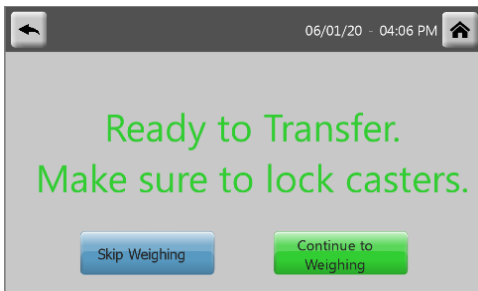 06/01/20 - 04:06 PM
Ready to Transfer.
Make sure to lock casters.
Skip Weighing
Continue to
Weighing